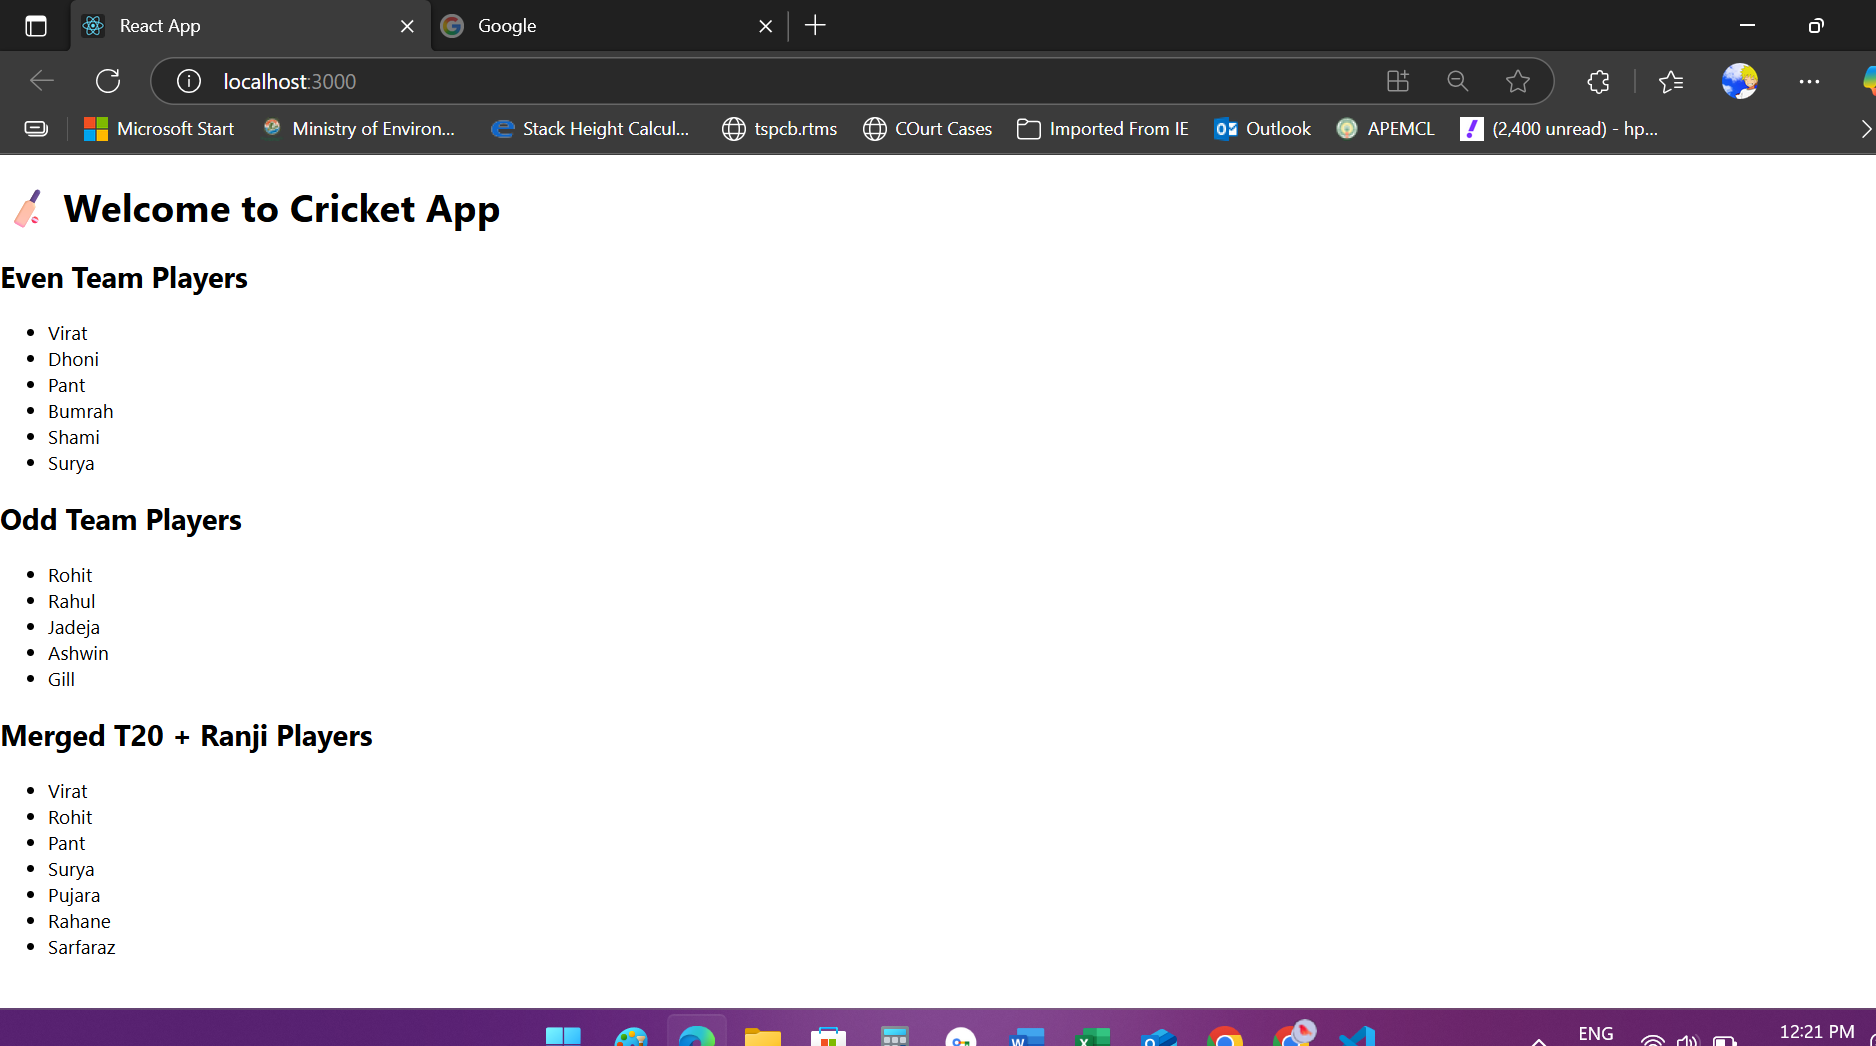 React App
Google
localhost:3000
Microsoft Start
Ministry of Environ...
Stack Height Calcul...
tspcb.rtms
COurt Cases
Imported From IE
Outlook
APEMCL
(2,400 unread) - hp...
Welcome to Cricket App
Even Team Players
Virat
Dhoni
Pant
Bumrah
Shami
Surya
Odd Team Players
Rohit
Rahul
Jadeja
Ashwin
Gill
Merged T20 + Ranji Players
Virat
Rohit
Pant
Surya
Pujara
Rahane
Sarfaraz
ENG
12:21 PM